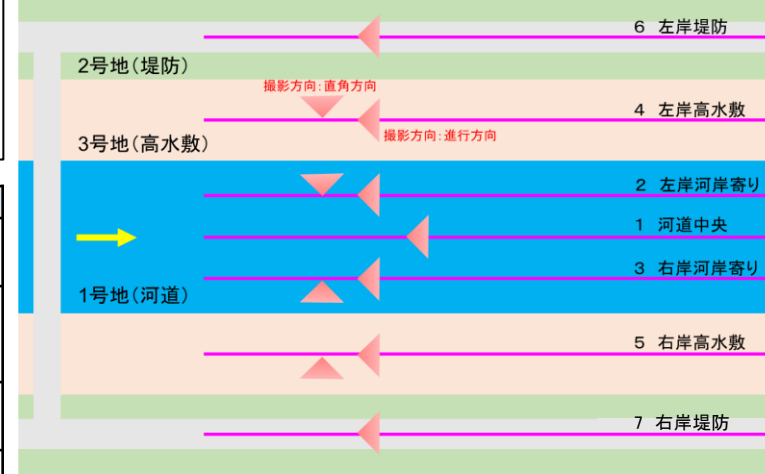 6 左岸堤防
2号地(堤防)
撮影方向:直角方向
4 左岸高水敷
撮影方向:進行方向
3号地(高水敷)
2 左岸河岸寄り
1 河道中央
3 右岸河岸寄り
1号地(河道)
5 右岸高水敷
7 右岸堤防